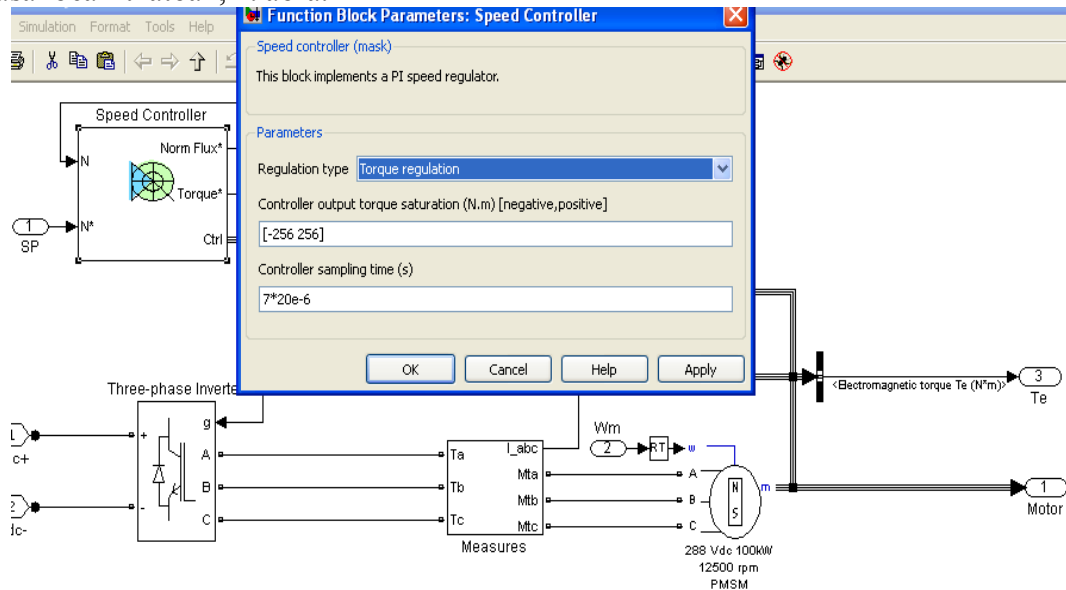 Function Block Parameters: Speed Controller
Simulation Format Tools Help
Speed controller (mask)
This block implements a PI speed regulator.
Parameters
Regulation type Torque regulation
Controller output torque saturation (N.m) [negative,positive]
[-256 256]
Controller sampling time (s)
7*20e-6
OK Cancel Help Apply
Speed Controller
N
Norm Flux*
Torque*
N*
Ctrl
1
SP
Three-phase Inverte
g
+
A
B
-
C
c+
dc-
Ta
Tb
Tc
I_abc
Mta
Mtb
Mtc
Measures
Wm
2
RT
w
A
B
C
N
S
m
288 Vdc 100kW
12500 rpm
PMSM
<Electromagnetic torque Te (N*m)>
3
Te
1
Motor